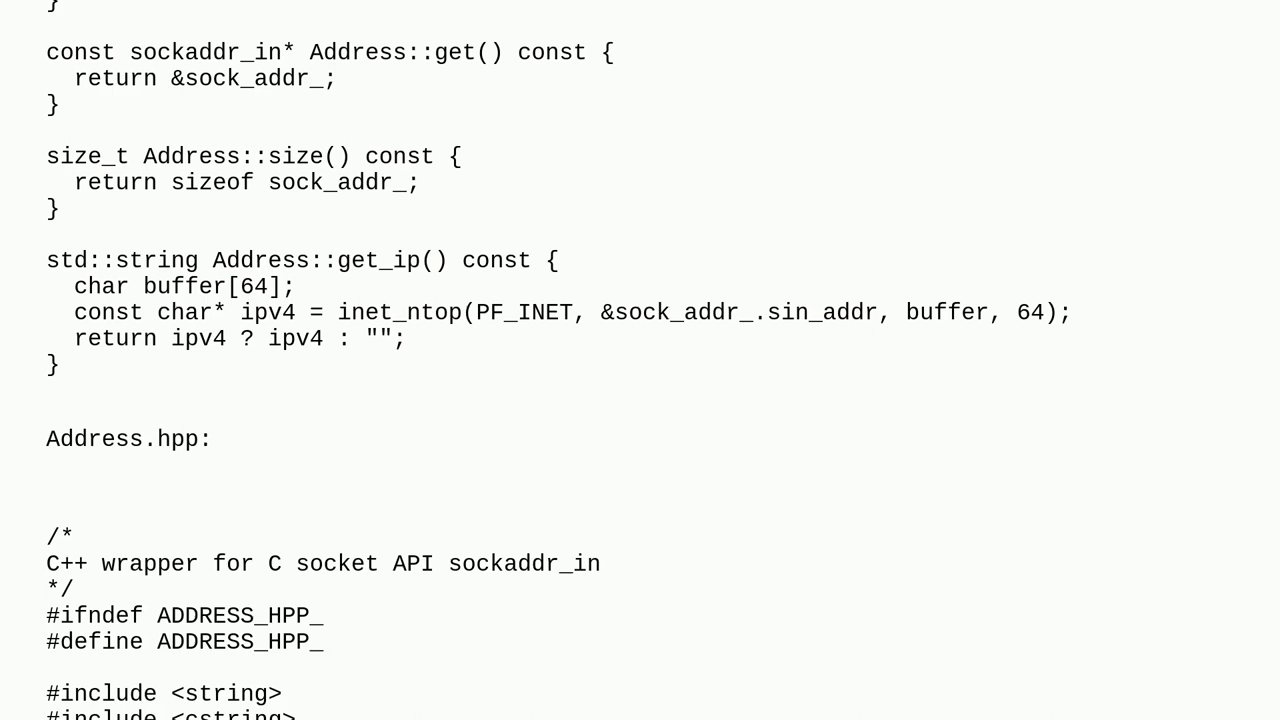 }
const sockaddr_in* Address::get() const {
  return &sock_addr_;
}
size_t Address::size() const {
  return sizeof sock_addr_;
}
std::string Address::get_ip() const {
  char buffer[64];
  const char* ipv4 = inet_ntop(PF_INET, &sock_addr_.sin_addr, buffer, 64);
  return ipv4 ? ipv4 : "";
}
Address.hpp:
/*
C++ wrapper for C socket API sockaddr_in
*/
#ifndef ADDRESS_HPP_
#define ADDRESS_HPP_
#include <string>
#include <cstring>